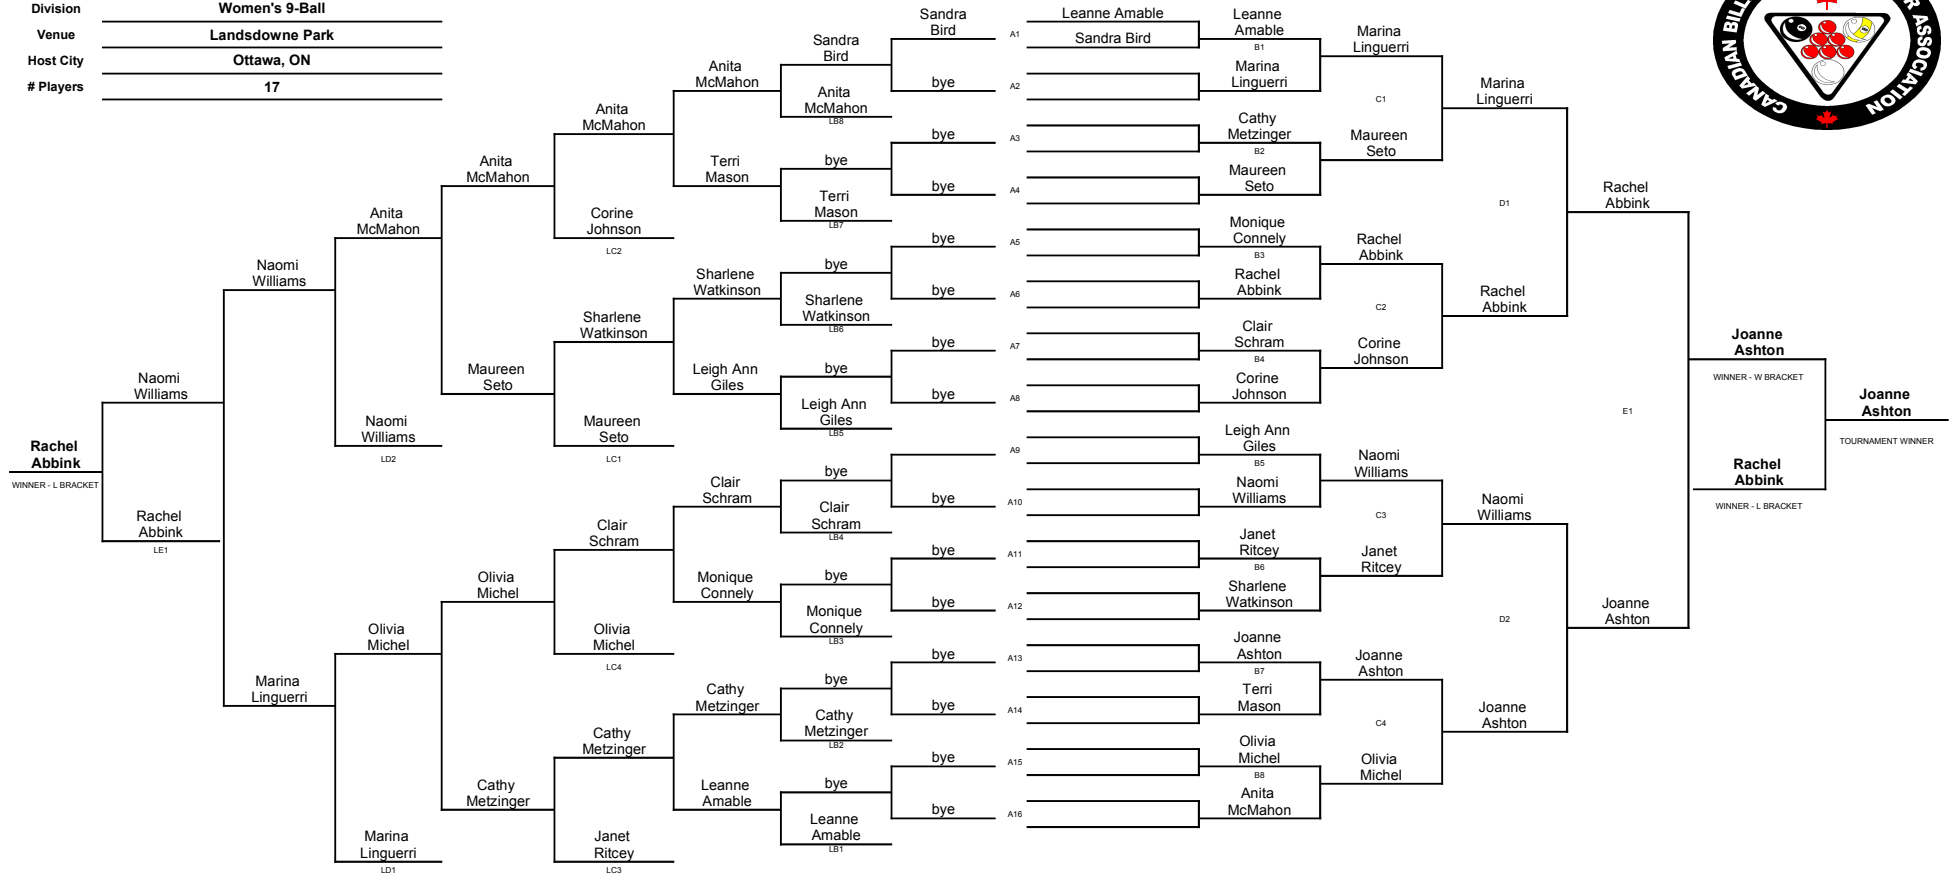 Division Women's 9-Ball
Venue Landsdowne Park
Host City Ottawa, ON
# Players 17
CANADIAN BILL
R ASSOCIATION
Rachel
Abbink
WINNER - L BRACKET
Naomi
Williams
Rachel
Abbink
LE1
Naomi
Williams
Marina
Linguerri
Anita
McMahon
Naomi
Williams
LD2
Olivia
Michel
Marina
Linguerri
LD1
Anita
McMahon
Maureen
Seto
Olivia
Michel
Cathy
Metzinger
Anita
McMahon
Corine
Johnson
LC2
Sharlene
Watkinson
Maureen
Seto
LC1
Clair
Schram
Olivia
Michel
LC4
Cathy
Metzinger
Janet
Ritcey
LC3
Anita
McMahon
Terri
Mason
Sharlene
Watkinson
Leigh Ann
Giles
Clair
Schram
Monique
Connely
Cathy
Metzinger
Leanne
Amable
Sandra
Bird
Anita
McMahon
LB8
bye
Terri
Mason
LB7
bye
Sharlene
Watkinson
LB6
bye
Leigh Ann
Giles
LB5
bye
Clair
Schram
LB4
bye
Monique
Connely
LB3
bye
Cathy
Metzinger
LB2
bye
Leanne
Amable
LB1
Sandra
Bird
bye
bye
bye
bye
bye
bye
bye
bye
bye
bye
bye
bye
bye
bye
A1
A2
A3
A4
A5
A6
A7
A8
A9
A10
A11
A12
A13
A14
A15
A16
Leanne Amable
Sandra Bird
Leanne
Amable
B1
Marina
Linguerri
Cathy
Metzinger
B2
Maureen
Seto
Monique
Connely
B3
Rachel
Abbink
Clair
Schram
B4
Corine
Johnson
Leigh Ann
Giles
B5
Naomi
Williams
Janet
Ritcey
B6
Sharlene
Watkinson
Joanne
Ashton
B7
Terri
Mason
Olivia
Michel
B8
Anita
McMahon
Marina
Linguerri
C1
Maureen
Seto
Rachel
Abbink
C2
Corine
Johnson
Naomi
Williams
C3
Janet
Ritcey
Joanne
Ashton
C4
Olivia
Michel
Marina
Linguerri
D1
Rachel
Abbink
Naomi
Williams
D2
Joanne
Ashton
Rachel
Abbink
E1
Joanne
Ashton
Joanne
Ashton
WINNER - W BRACKET
Rachel
Abbink
WINNER - L BRACKET
Joanne
Ashton
TOURNAMENT WINNER